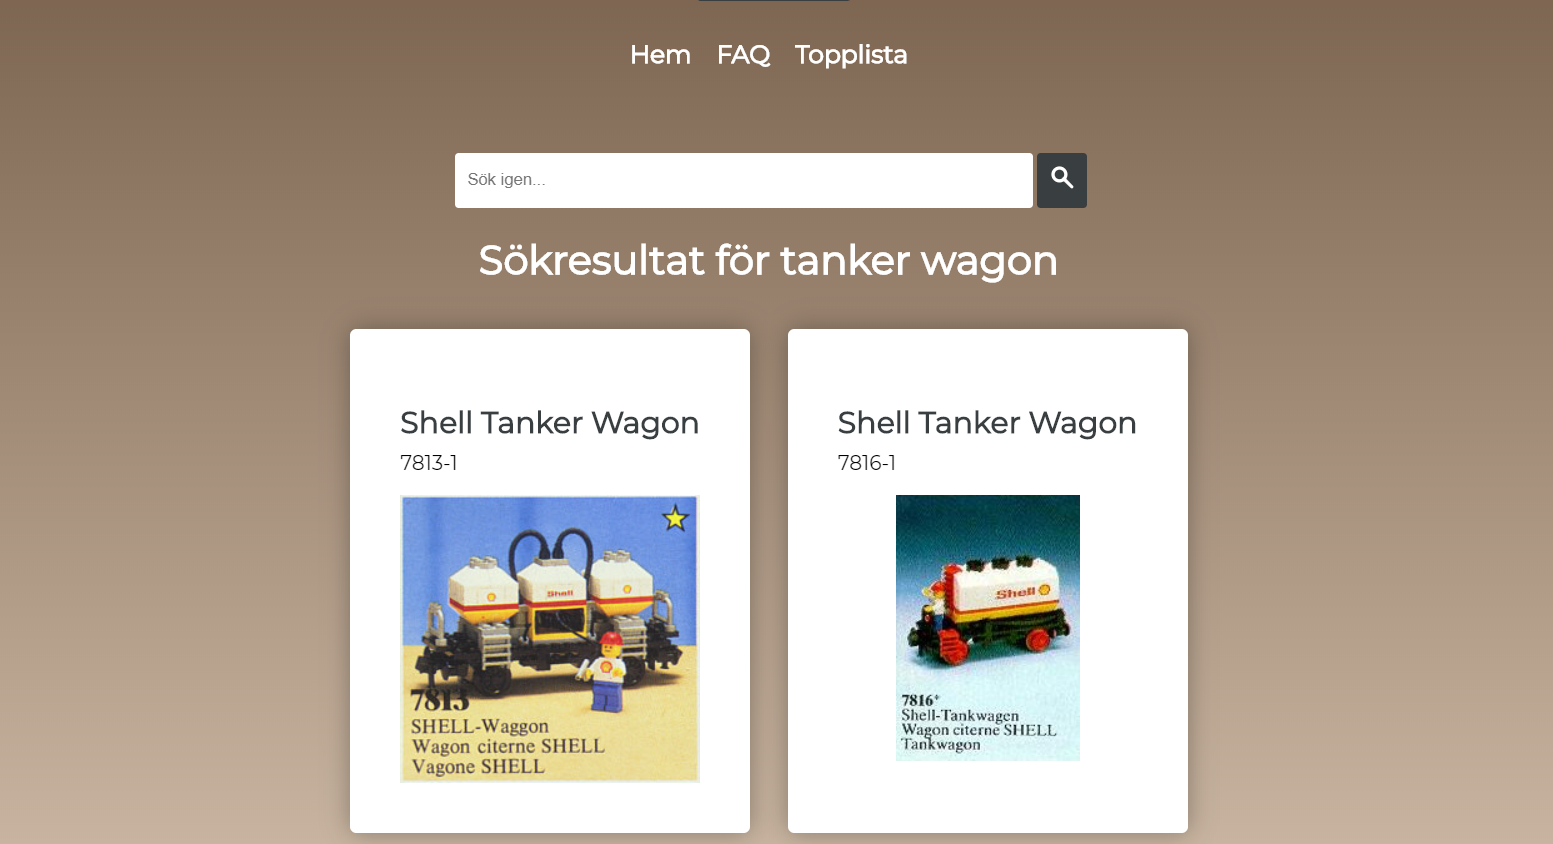 Hem FAQ Topplista
Sök igen...
Sökresultat för tanker wagon
Shell Tanker Wagon
7813-1
Shell
7813
SHELL-Waggon
Wagon citerne SHELL
Vagone SHELL
Shell Tanker Wagon
7816-1
Shell
7816+
Shell-Tankwagen
Wagon citerne SHELL
Tankwagon